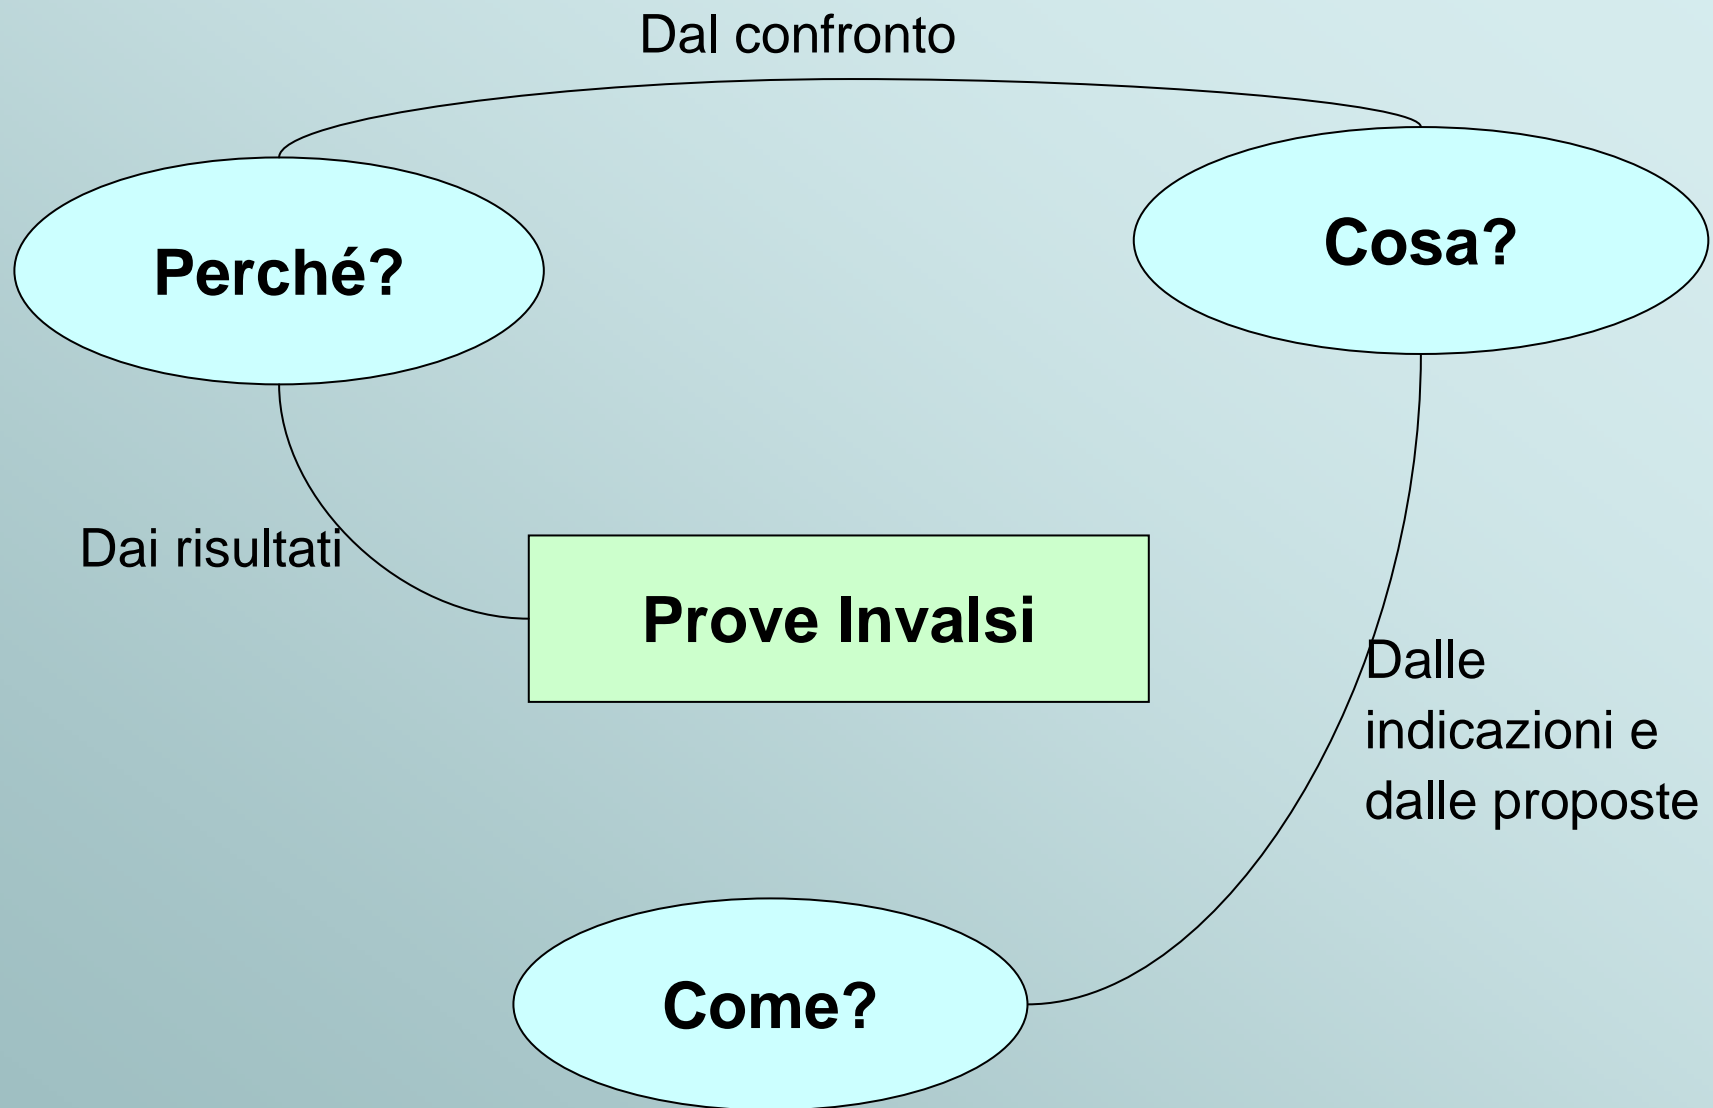 Dal confronto
Perché?
Cosa?
Dai risultati
Prove Invalsi
Dalle
indicazioni e
dalle proposte
Come?